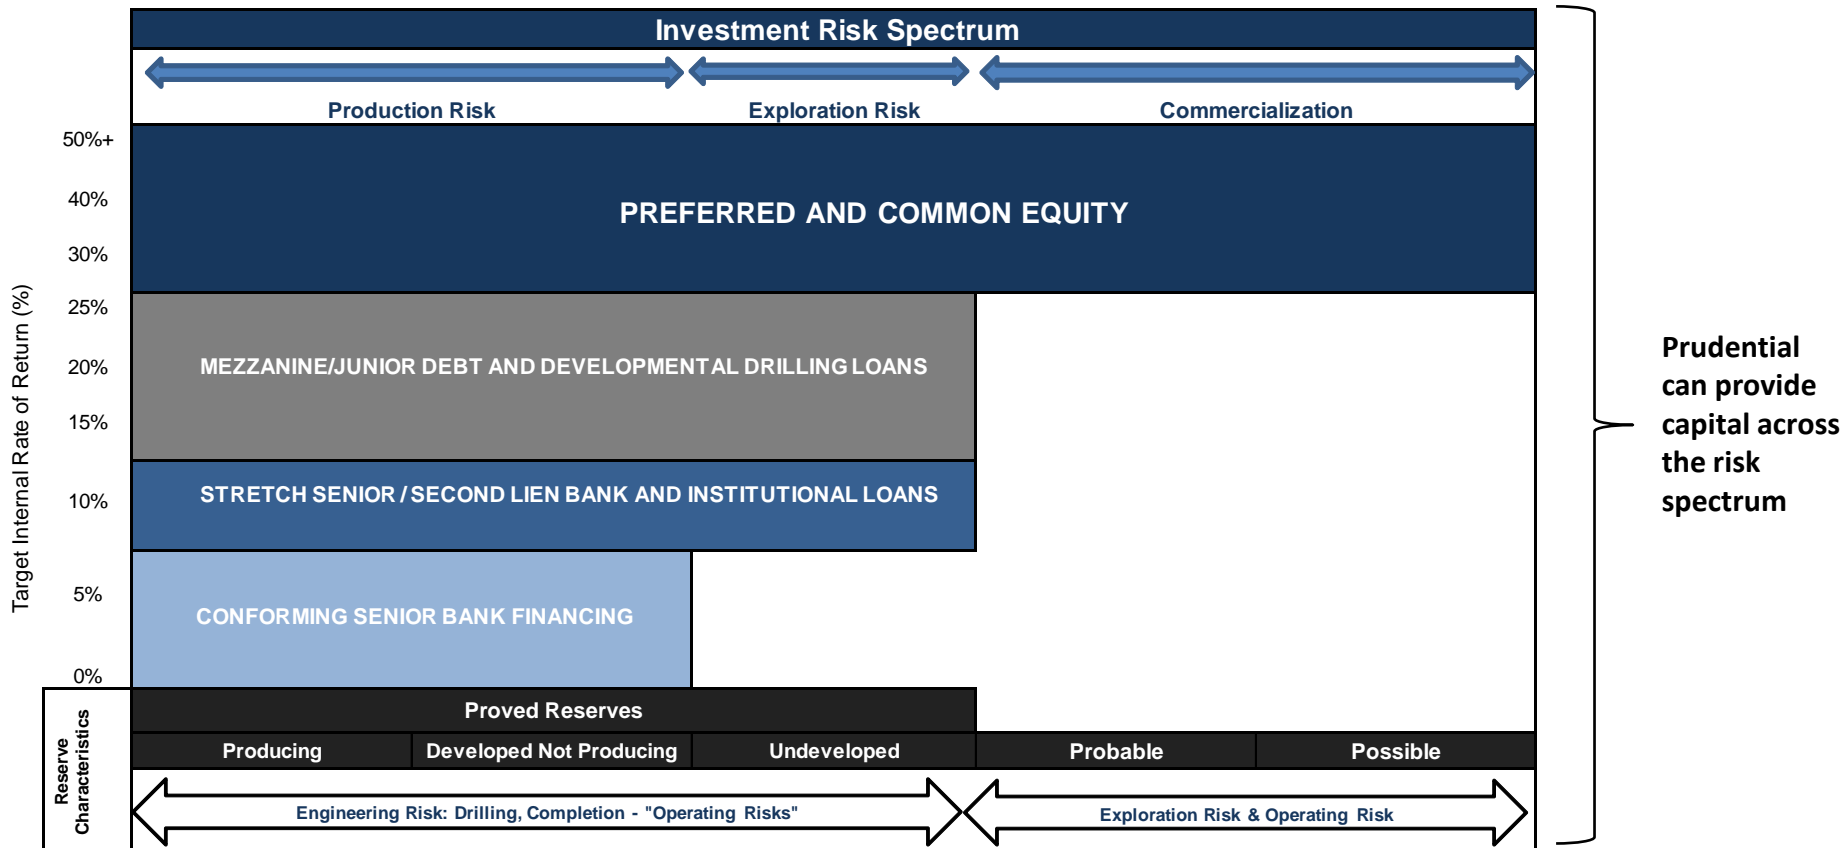 Investment Risk Spectrum
Production Risk
Exploration Risk
Commercialization
50%+
40%
30%
25%
20%
15%
10%
5%
0%
Target Internal Rate of Return (%)
PREFERRED AND COMMON EQUITY
MEZZANINE/JUNIOR DEBT AND DEVELOPMENTAL DRILLING LOANS
STRETCH SENIOR / SECOND LIEN BANK AND INSTITUTIONAL LOANS
CONFORMING SENIOR BANK FINANCING
Prudential
can provide
capital across
the risk
spectrum
Reserve
Characteristics
Proved Reserves
Producing
Developed Not Producing
Undeveloped
Probable
Possible
Engineering Risk: Drilling, Completion - "Operating Risks"
Exploration Risk & Operating Risk